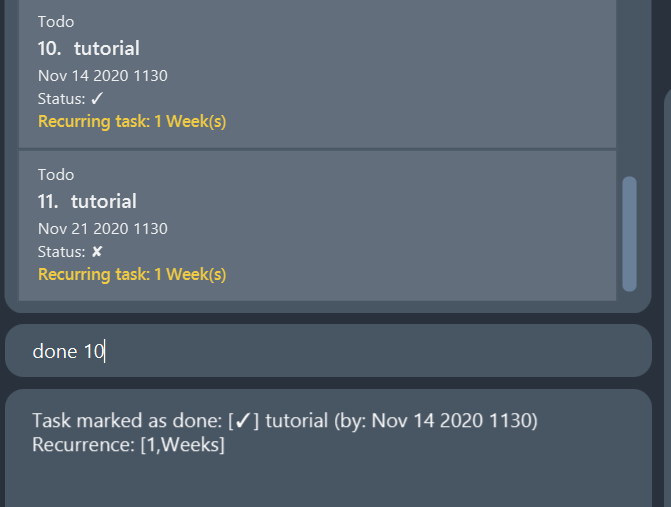 Todo
10. tutorial
Nov 14 2020 1130
Status: ✓
Recurring task: 1 Week(s)
Todo
11. tutorial
Nov 21 2020 1130
Status: ✘
Recurring task: 1 Week(s)
done 10
Task marked as done: [✓] tutorial (by: Nov 14 2020 1130)
Recurrence: [1,Weeks]